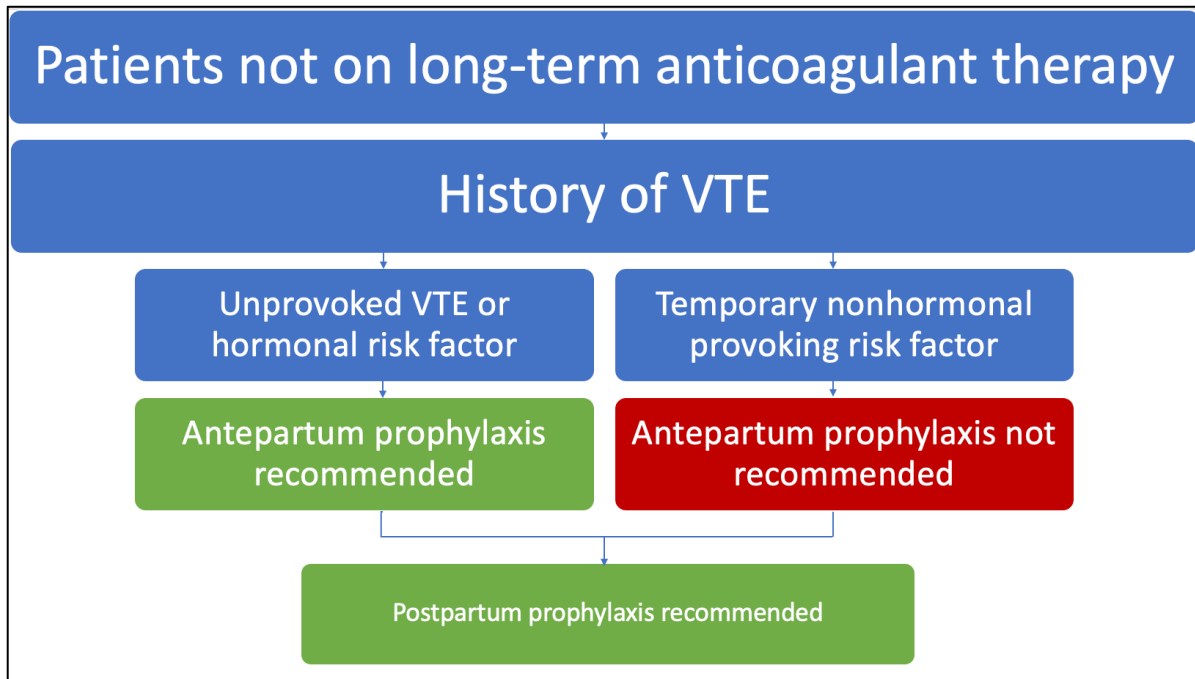 Patients not on long-term anticoagulant therapy
History of VTE
Unprovoked VTE or
hormonal risk factor
Temporary nonhormonal
provoking risk factor
Antepartum prophylaxis
recommended
Antepartum prophylaxis not
recommended
Postpartum prophylaxis recommended